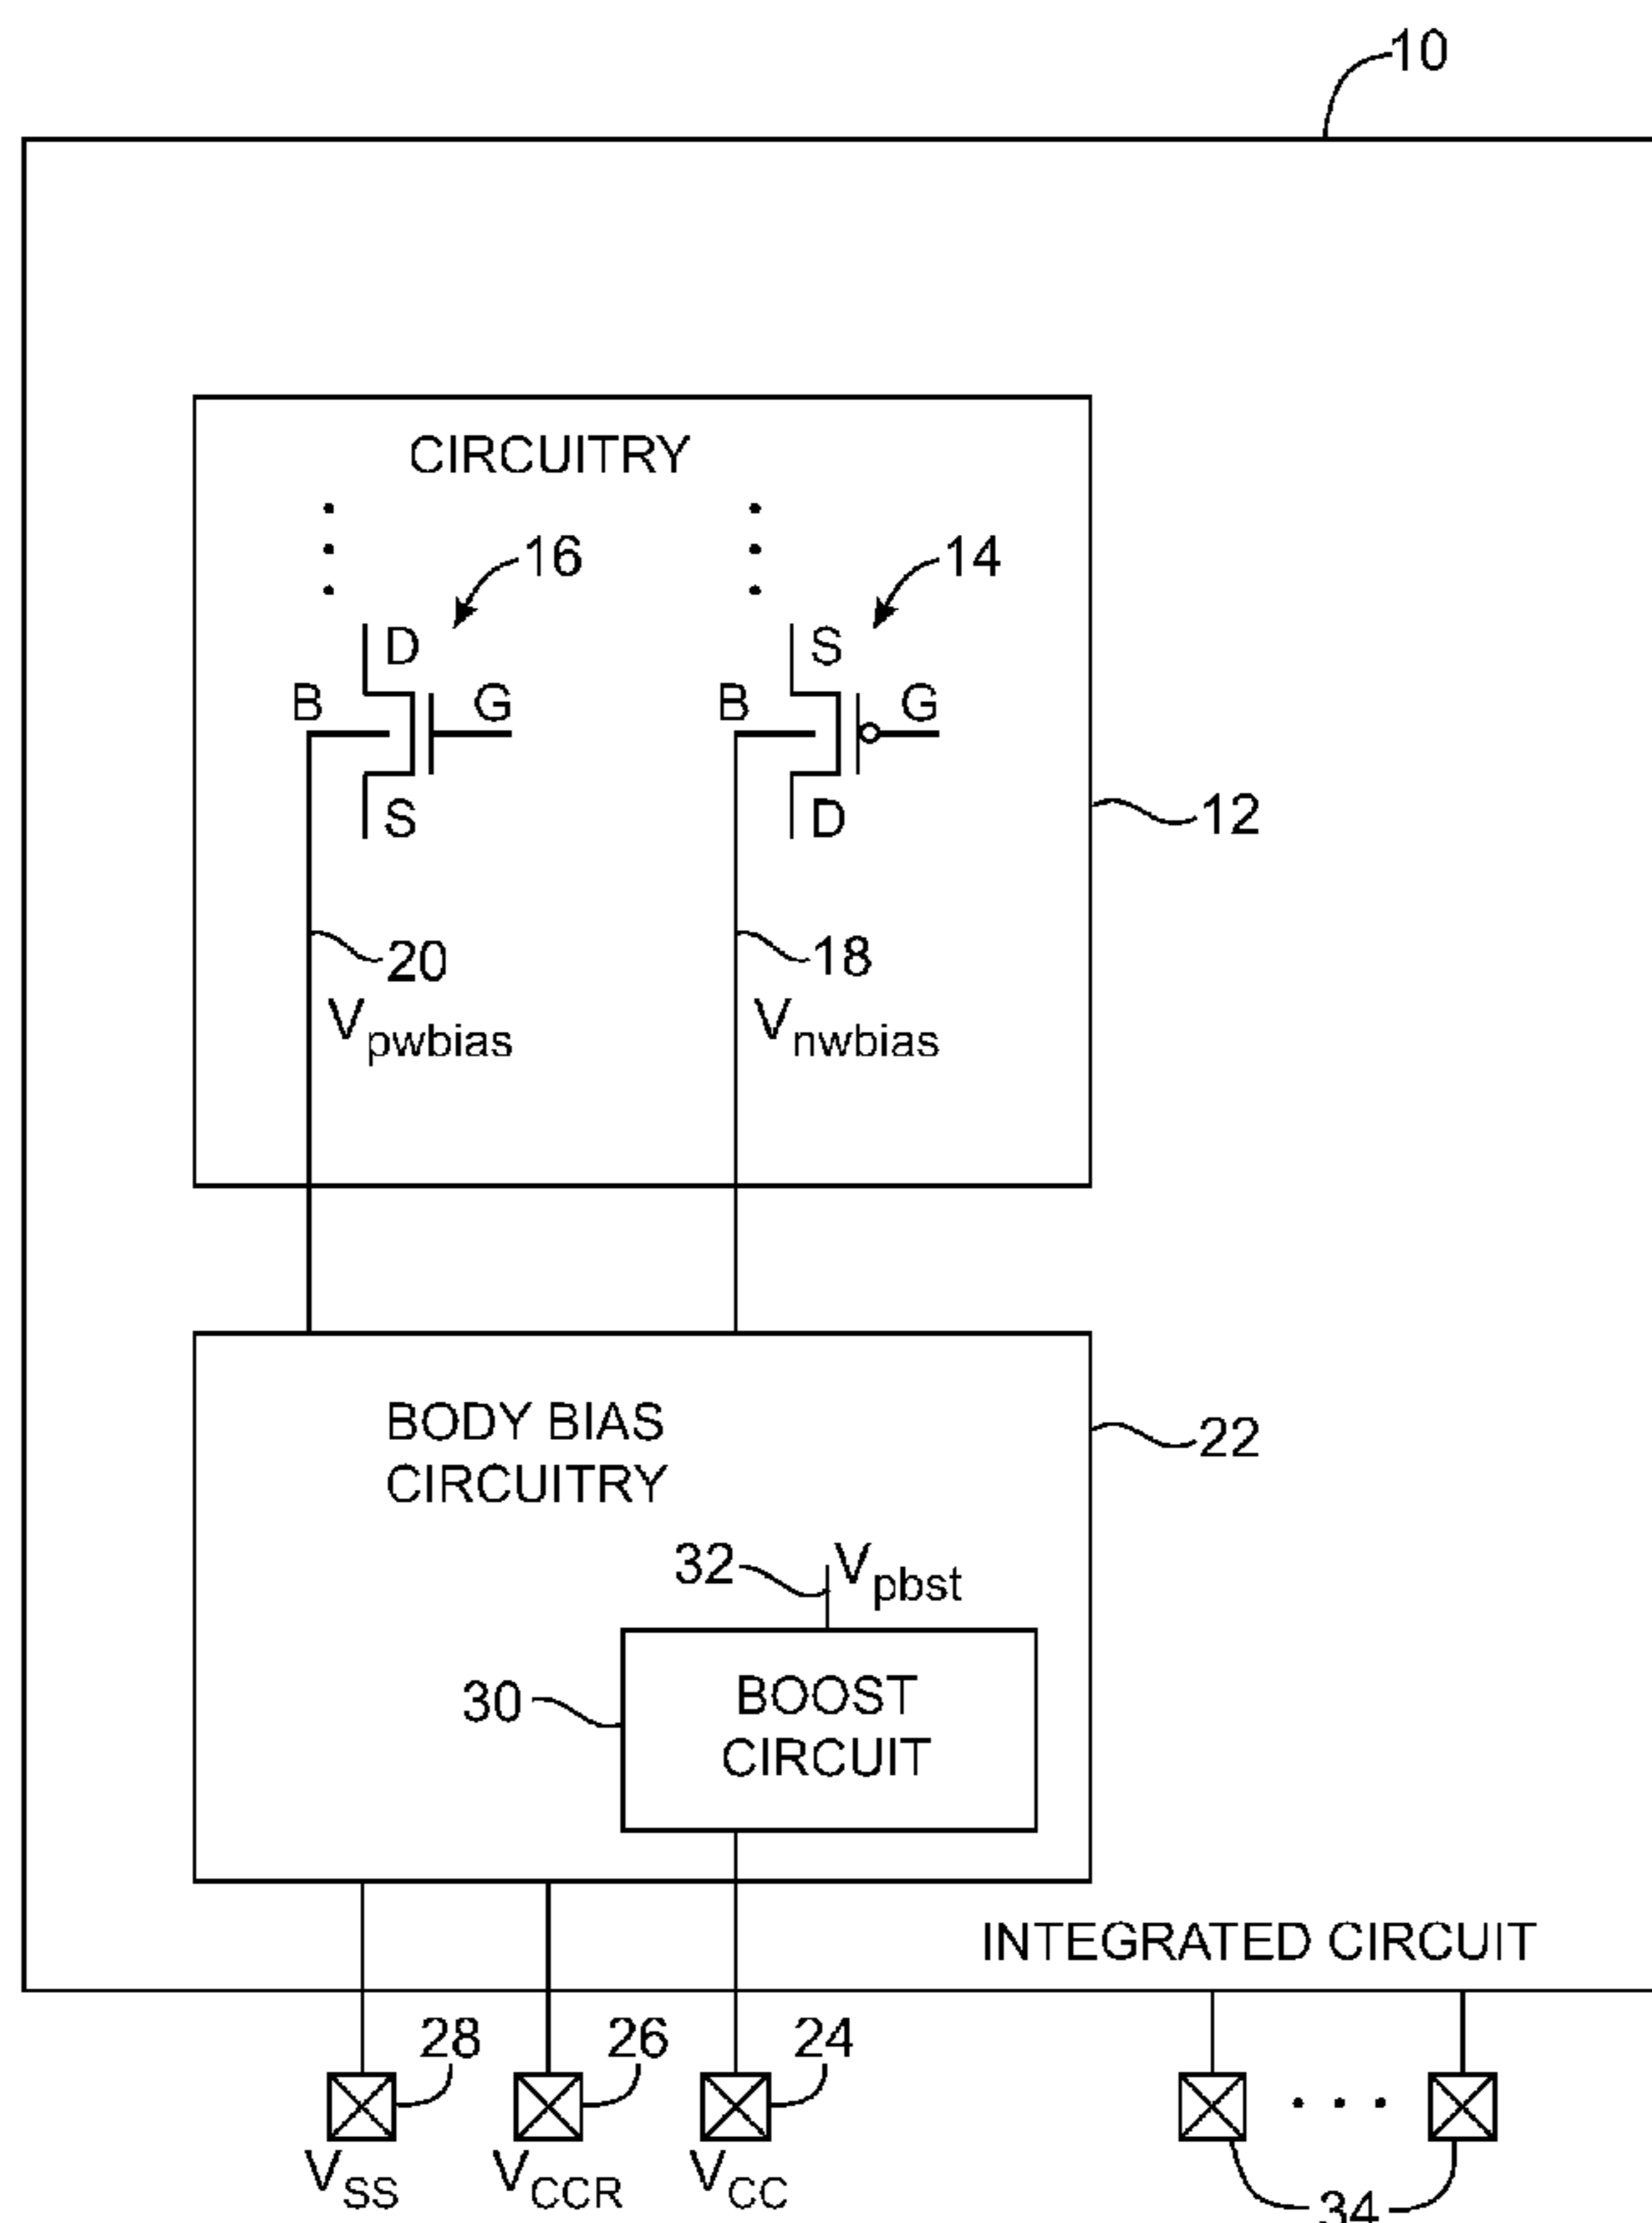 10
CIRCUITRY
16
14
D
S
B
G
B
G
S
D
12
20
18
Vpwbias
Vnwbias
BODY BIAS
CIRCUITRY
22
32
Vpbst
30
BOOST
CIRCUIT
INTEGRATED CIRCUIT
28
26
24
VSS
VCCR
VCC
34